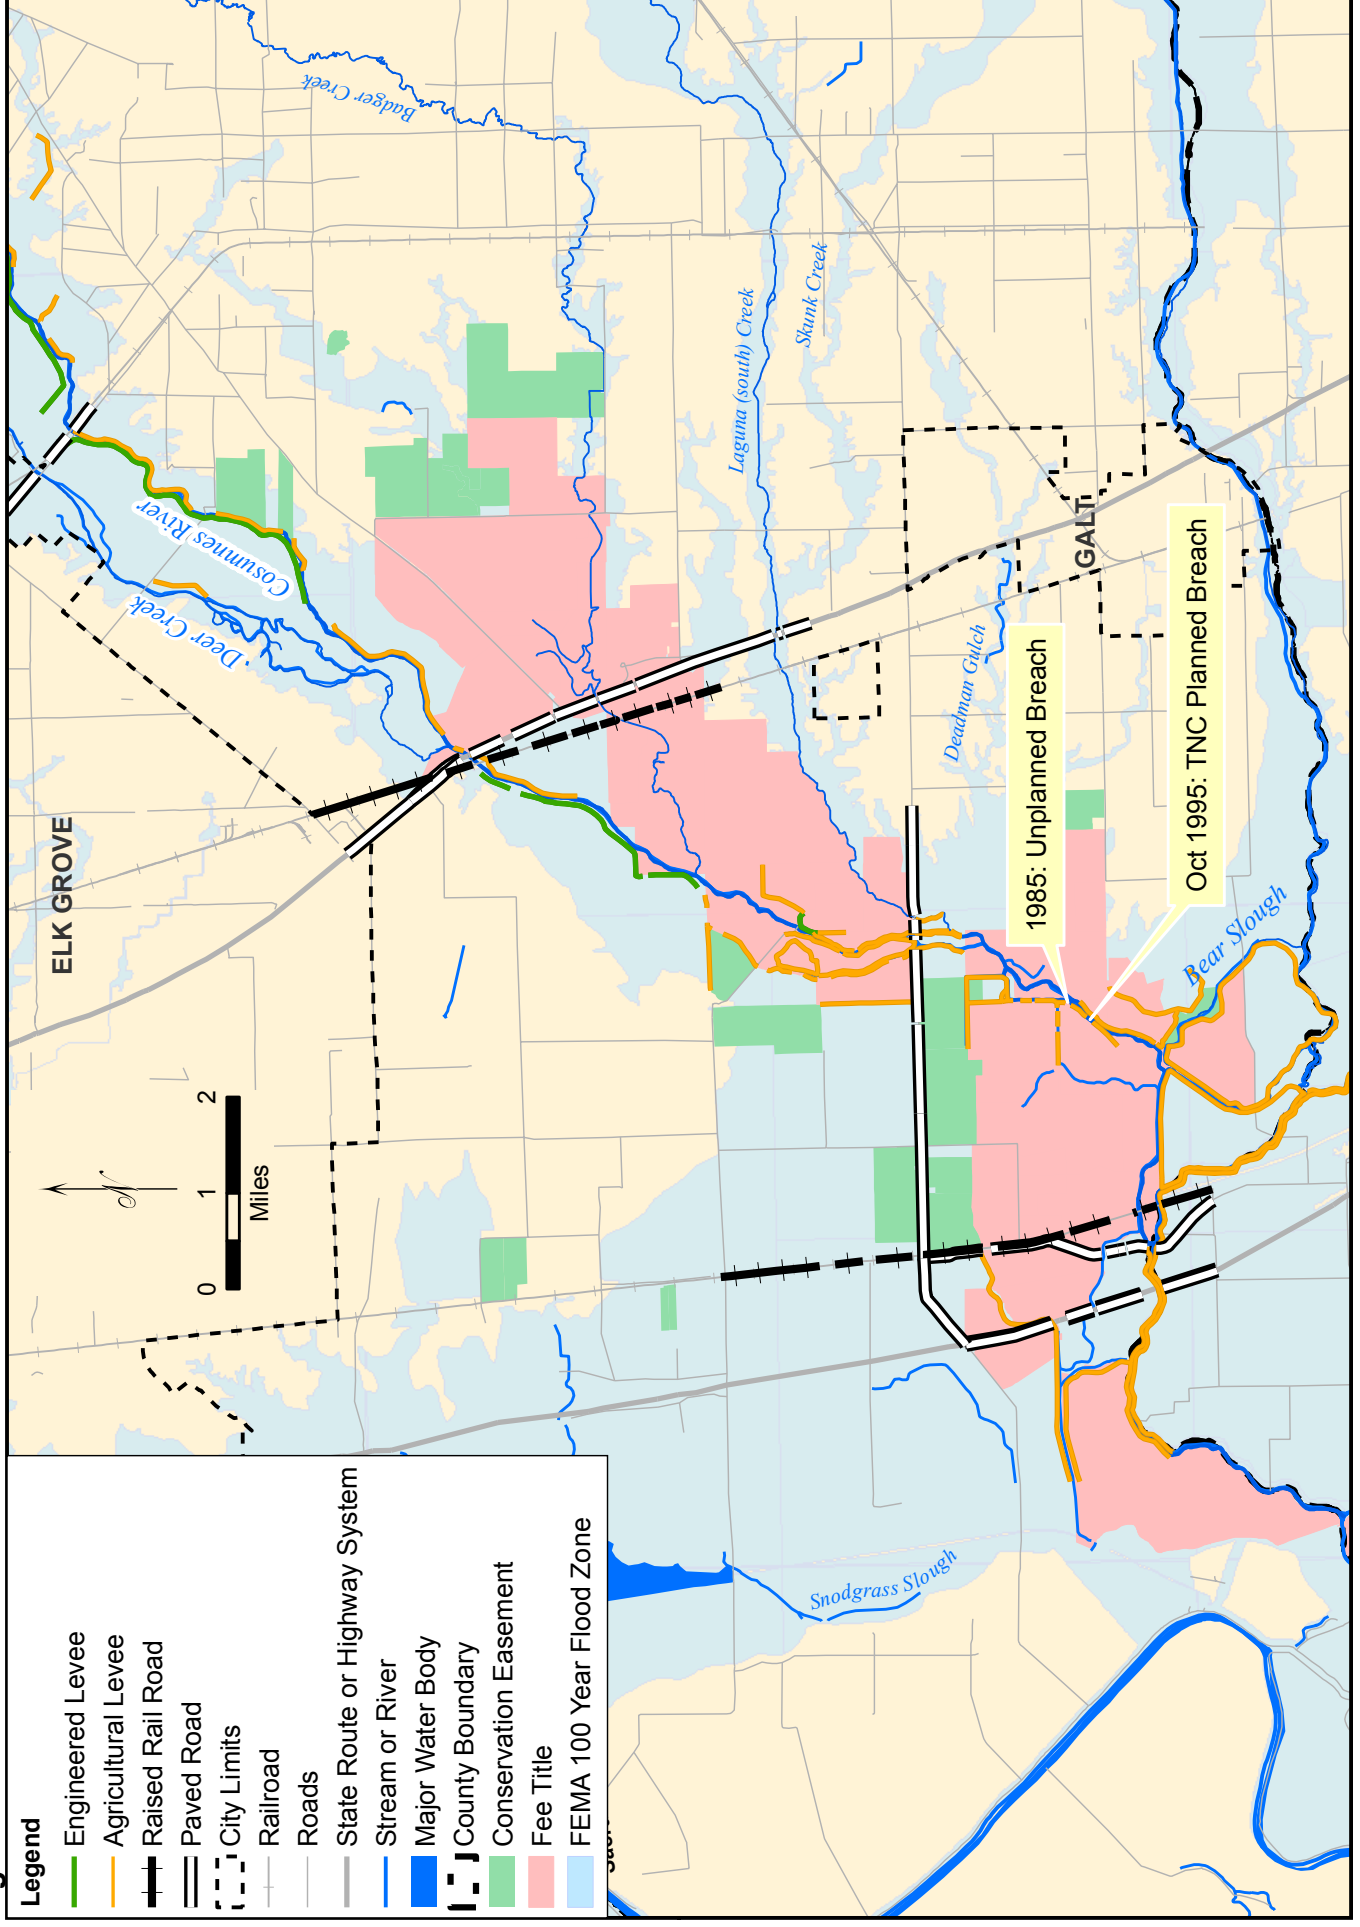 Legend
Engineered Levee
Agricultural Levee
Raised Rail Road
Paved Road
City Limits
Railroad
Roads
State Route or Highway System
Stream or River
Major Water Body
County Boundary
Conservation Easement
Fee Title
FEMA 100 Year Flood Zone
N
0 1 2
Miles
ELK GROVE
Deer Creek
Cosumnes River
Badger Creek
Laguna (south) Creek
Skunk Creek
Deadman Gulch
GALT
1985: Unplanned Breach
Oct 1995: TNC Planned Breach
Bear Slough
Snodgrass Slough